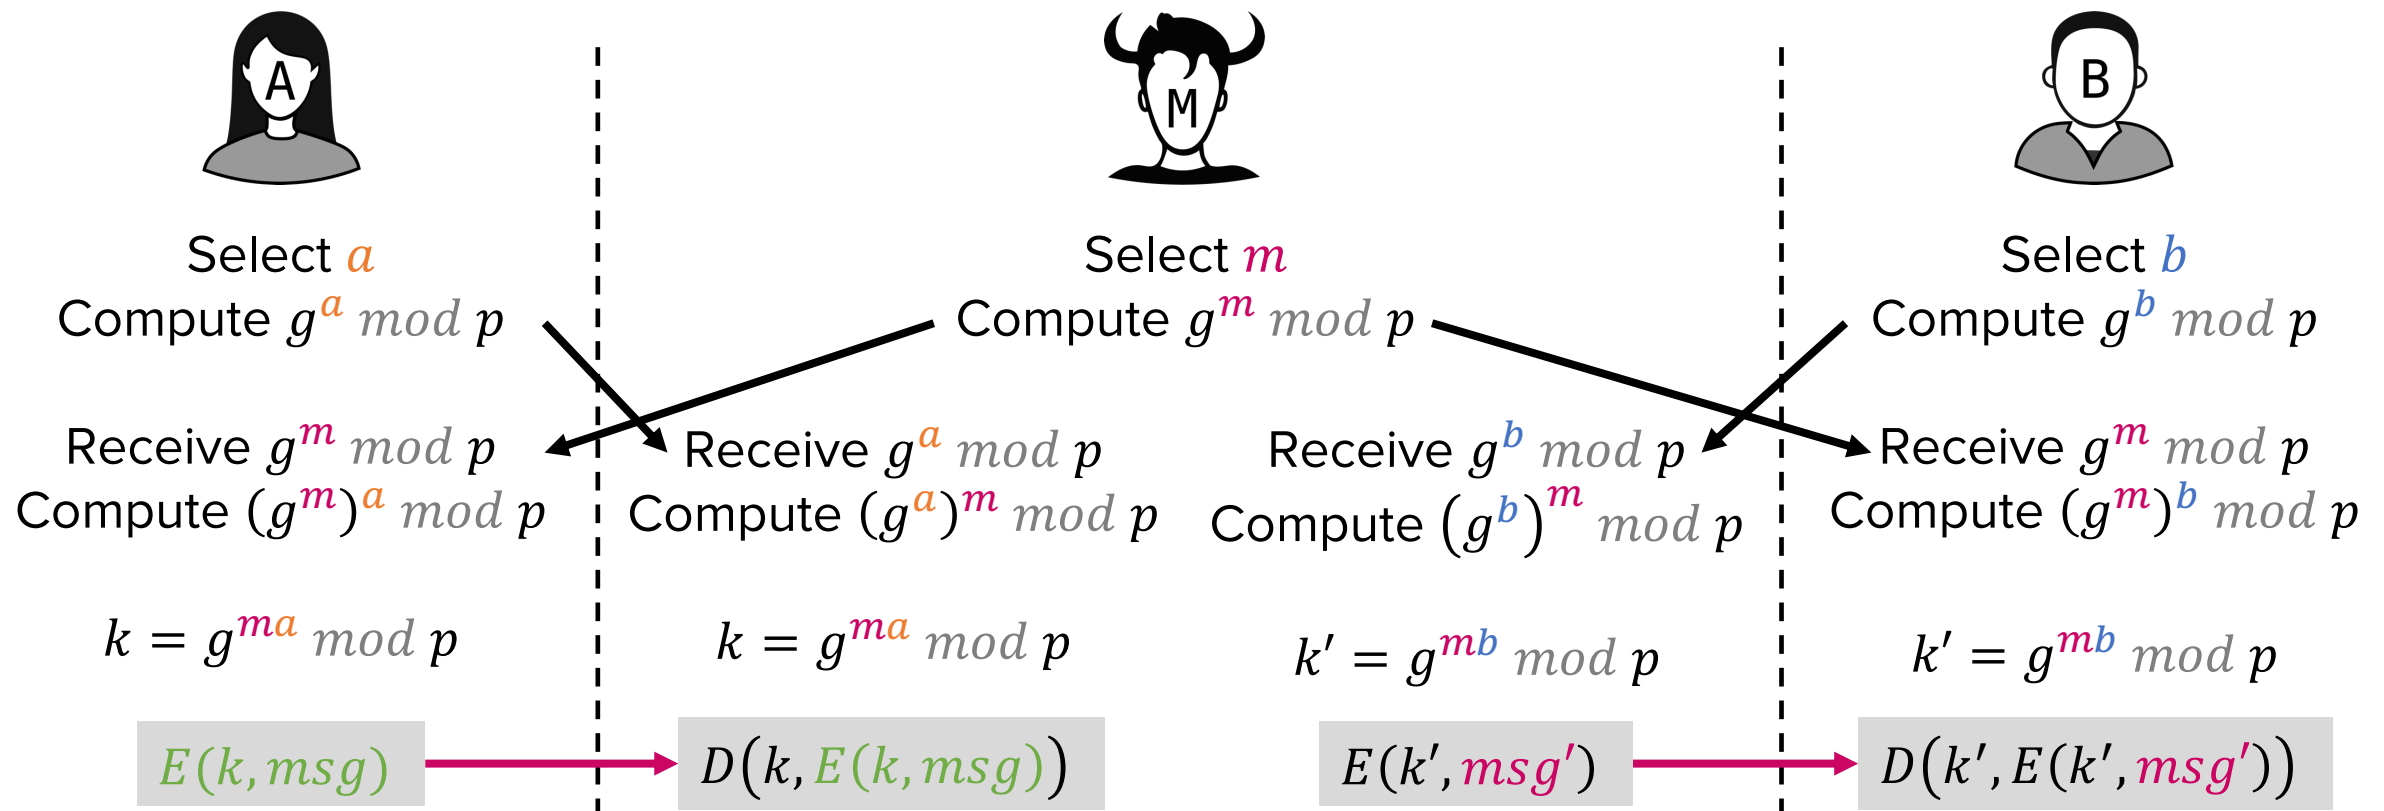 A
M
B
Select a
Compute g^a mod p
Select m
Compute g^m mod p
Select b
Compute g^b mod p
Receive g^m mod p
Compute (g^m)^a mod p
Receive g^a mod p
Compute (g^a)^m mod p
Receive g^b mod p
Compute (g^b)^m mod p
Receive g^m mod p
Compute (g^m)^b mod p
k = g^ma mod p
k = g^ma mod p
k′ = g^mb mod p
k′ = g^mb mod p
E(k, msg)
D(k, E(k, msg))
E(k′, msg′)
D(k′, E(k′, msg′))